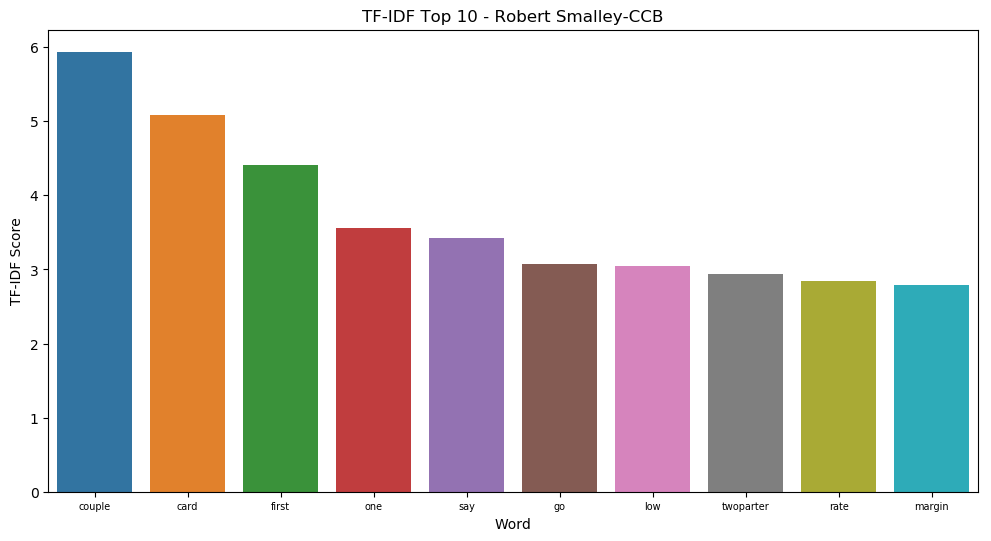 TF-IDF Top 10 - Robert Smalley-CCB
TF-IDF Score
6
5
4
3
2
1
0
couple card first one say go low twoparter rate margin
Word